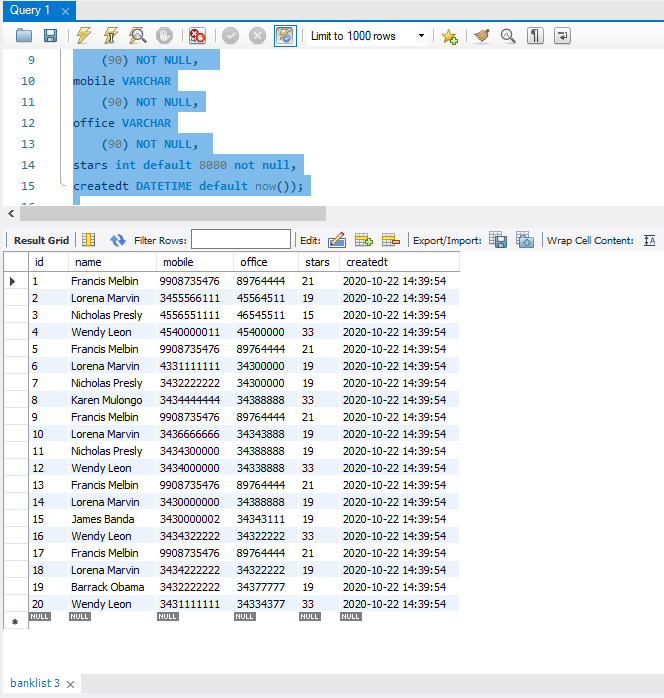 Query 1
Limit to 1000 rows
9 (90) NOT NULL,
10 mobile VARCHAR
11 (90) NOT NULL,
12 office VARCHAR
13 (90) NOT NULL,
14 stars int default 8080 not null,
15 createdt DATETIME default now());
Result Grid Filter Rows: Edit: Export/Import: Wrap Cell Content:
id name mobile office stars createdt
1 Francis Melbin 9908735476 89764444 21 2020-10-22 14:39:54
2 Lorena Marvin 3455566111 45564511 19 2020-10-22 14:39:54
3 Nicholas Presly 4556551111 46545511 15 2020-10-22 14:39:54
4 Wendy Leon 4540000011 45400000 33 2020-10-22 14:39:54
5 Francis Melbin 9908735476 89764444 21 2020-10-22 14:39:54
6 Lorena Marvin 4331111111 34300000 19 2020-10-22 14:39:54
7 Nicholas Presly 3432222222 34300000 19 2020-10-22 14:39:54
8 Karen Mulongo 3434444444 34388888 33 2020-10-22 14:39:54
9 Francis Melbin 9908735476 89764444 21 2020-10-22 14:39:54
10 Lorena Marvin 3436666666 34343888 19 2020-10-22 14:39:54
11 Nicholas Presly 3434300000 34388888 19 2020-10-22 14:39:54
12 Wendy Leon 3434000000 34338888 33 2020-10-22 14:39:54
13 Francis Melbin 9908735476 89764444 21 2020-10-22 14:39:54
14 Lorena Marvin 3430000000 34388888 19 2020-10-22 14:39:54
15 James Banda 3430000002 34343111 19 2020-10-22 14:39:54
16 Wendy Leon 3434322222 34322222 33 2020-10-22 14:39:54
17 Francis Melbin 9908735476 89764444 21 2020-10-22 14:39:54
18 Lorena Marvin 3434222222 34322222 19 2020-10-22 14:39:54
19 Barrack Obama 3432222222 34377777 19 2020-10-22 14:39:54
20 Wendy Leon 3431111111 34334377 33 2020-10-22 14:39:54
NULL NULL NULL NULL NULL NULL
banklist 3